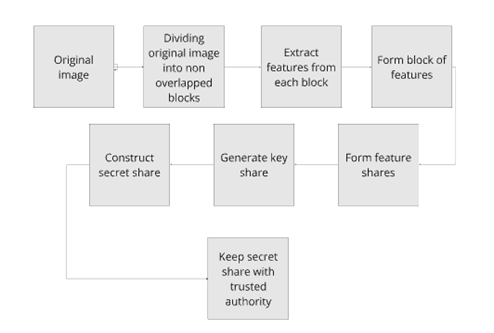 Original
image
Dividing
original image
into non
overlapped
blocks
Extract
features from
each block
Form block of
features
Form feature
shares
Generate key
share
Construct
secret share
Keep secret
share with
trusted
authority